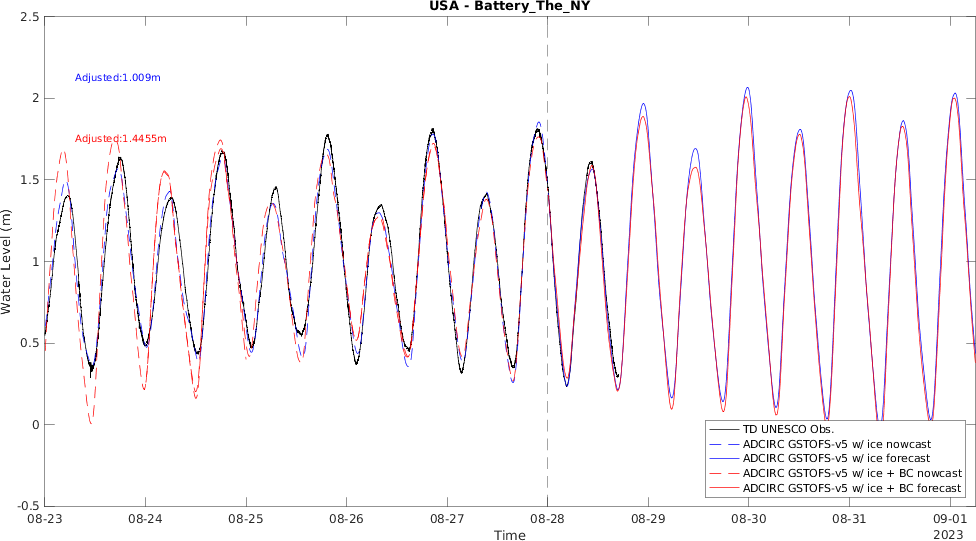 USA - Battery_The_NY
2.5
2
1.5
1
0.5
0
-0.5
Water Level (m)
Adjusted:1.009m
Adjusted:1.4455m
TD UNESCO Obs.
ADCIRC GSTOFS-v5 w/ ice nowcast
ADCIRC GSTOFS-v5 w/ ice forecast
ADCIRC GSTOFS-v5 w/ ice + BC nowcast
ADCIRC GSTOFS-v5 w/ ice + BC forecast
08-23 08-24 08-25 08-26 08-27 08-28 08-29 08-30 08-31 09-01
Time
2023